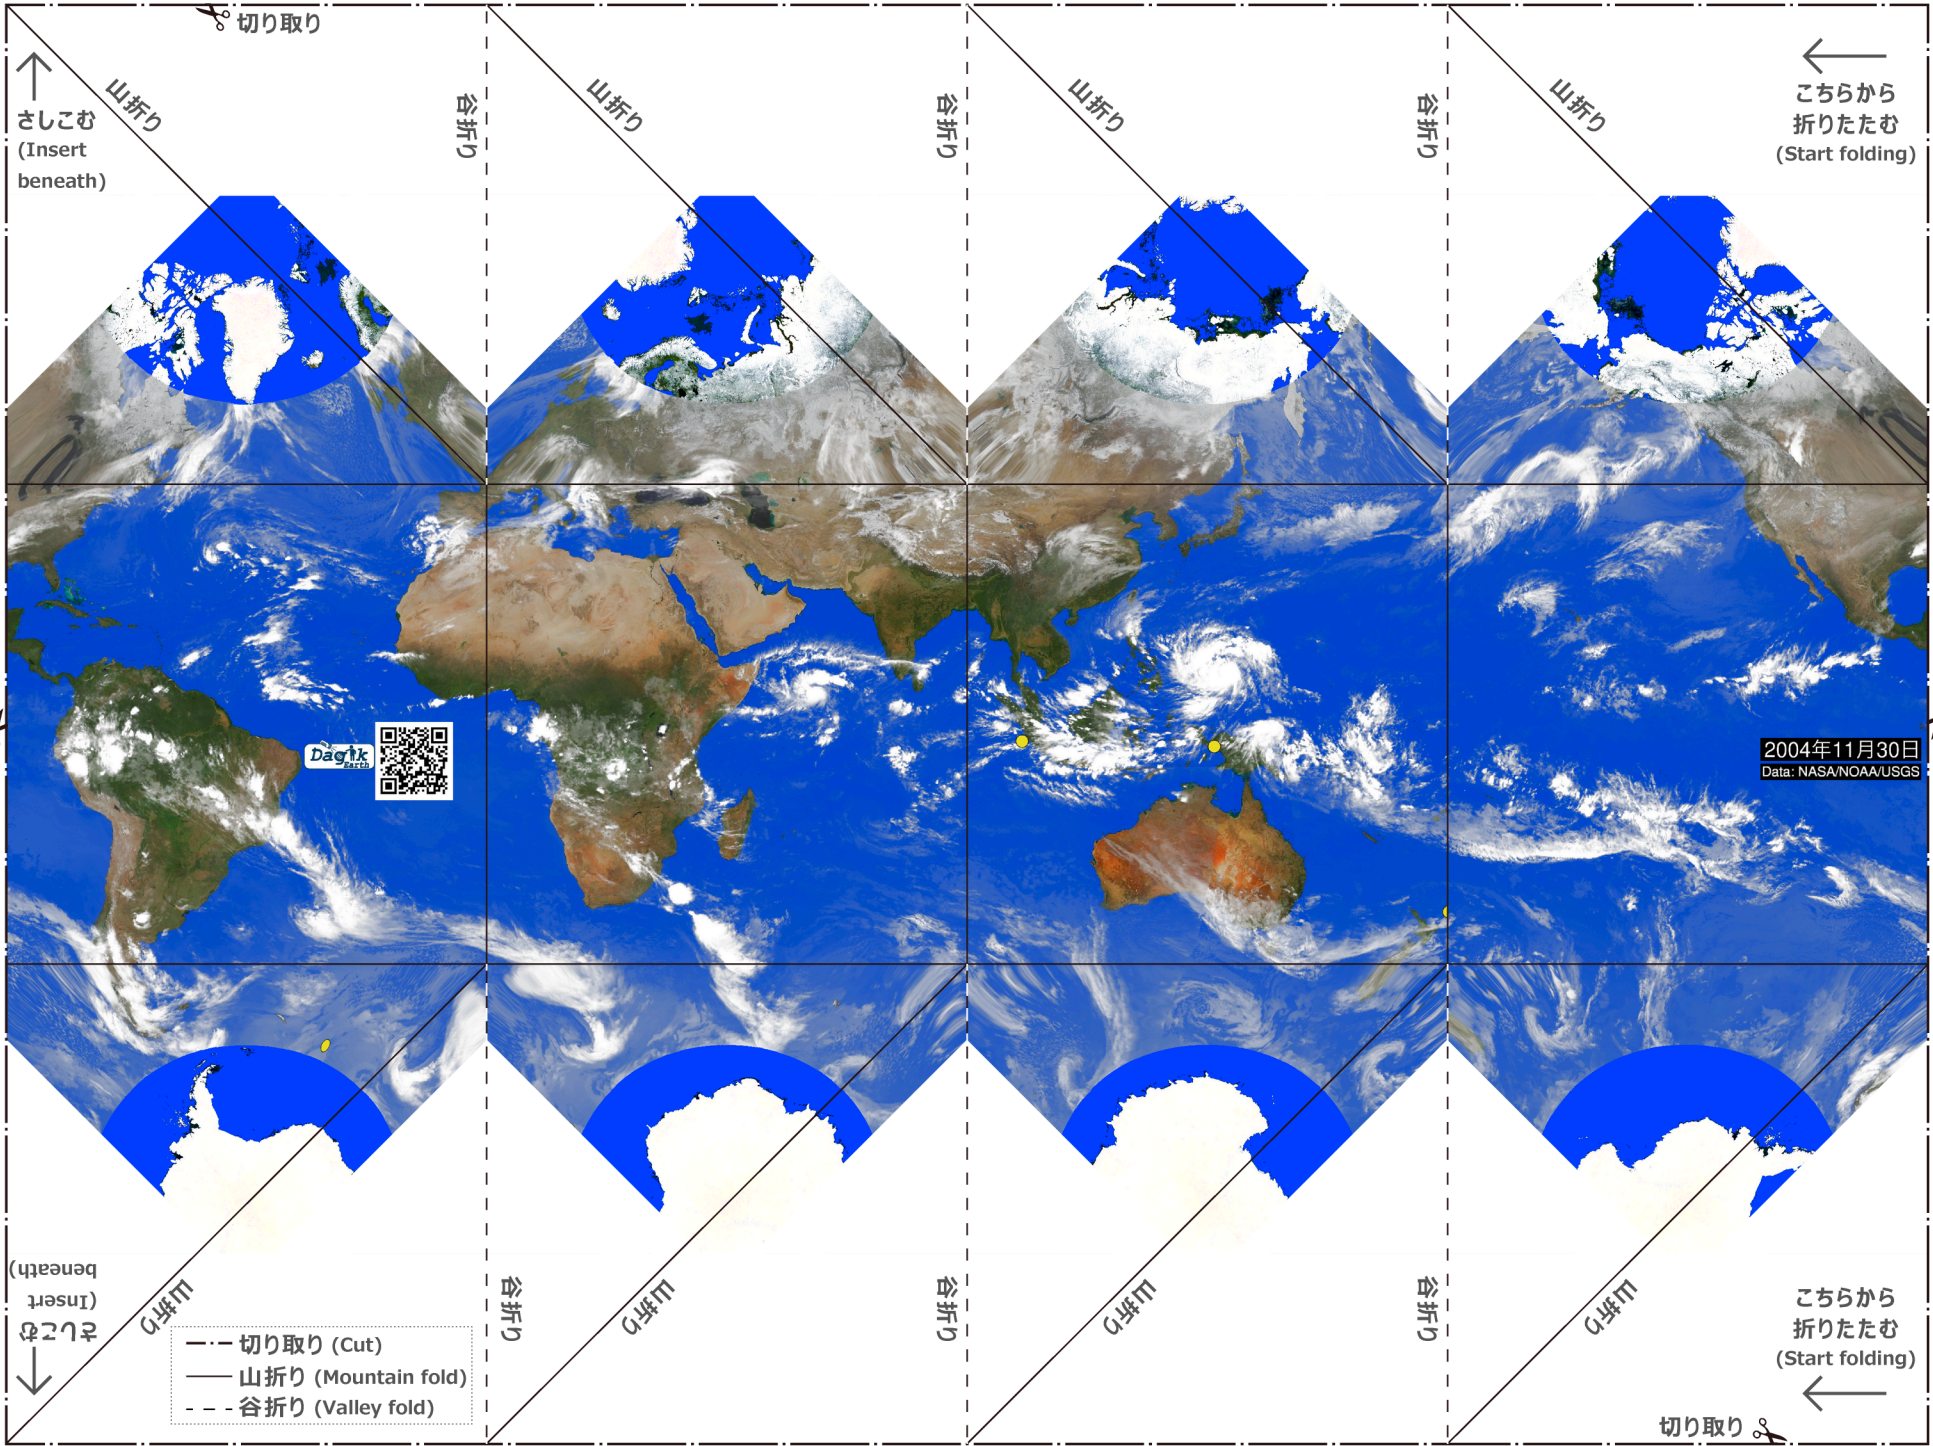 切り取り
山折り
谷折り
山折り
谷折り
山折り
谷折り
山折り
さしこむ
(Insert
beneath)
こちらから
折りたたむ
(Start folding)
Dagik
Earth
2004年11月30日
Data: NASA/NOAA/USGS
さしこむ
(Insert
beneath)
山折り
谷折り
山折り
谷折り
山折り
谷折り
山折り
切り取り (Cut)
山折り (Mountain fold)
谷折り (Valley fold)
こちらから
折りたたむ
(Start folding)
切り取り